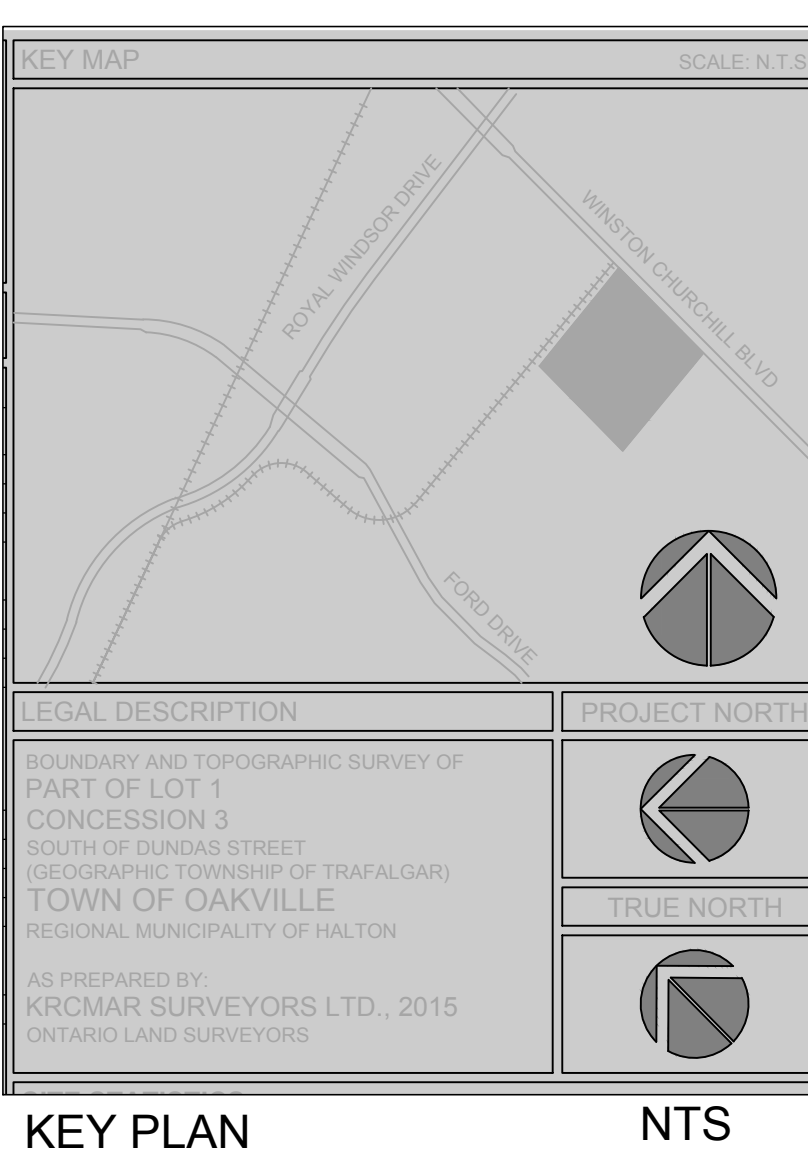 KEY MAP
SCALE: N.T.S
ROYAL WINDSOR DRIVE
WINSTON CHURCHILL BLVD
FORD DRIVE
LEGAL DESCRIPTION
PROJECT NORTH
BOUNDARY AND TOPOGRAPHIC SURVEY OF
PART OF LOT 1
CONCESSION 3
SOUTH OF DUNDAS STREET
(GEOGRAPHIC TOWNSHIP OF TRAFALGAR)
TOWN OF OAKVILLE
REGIONAL MUNICIPALITY OF HALTON
AS PREPARED BY:
KRCMAR SURVEYORS LTD., 2015
ONTARIO LAND SURVEYORS
TRUE NORTH
KEY PLAN
NTS